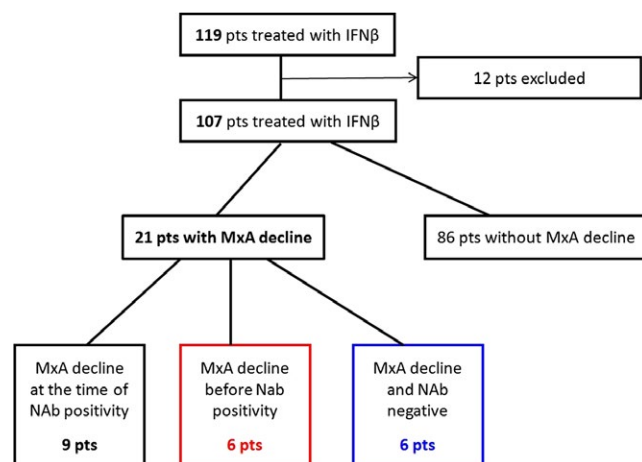 119 pts treated with IFNβ
12 pts excluded
107 pts treated with IFNβ
21 pts with MxA decline
86 pts without MxA decline
MxA decline
at the time of
NAb positivity
9 pts
MxA decline
before Nab
positivity
6 pts
MxA decline
and NAb
negative
6 pts